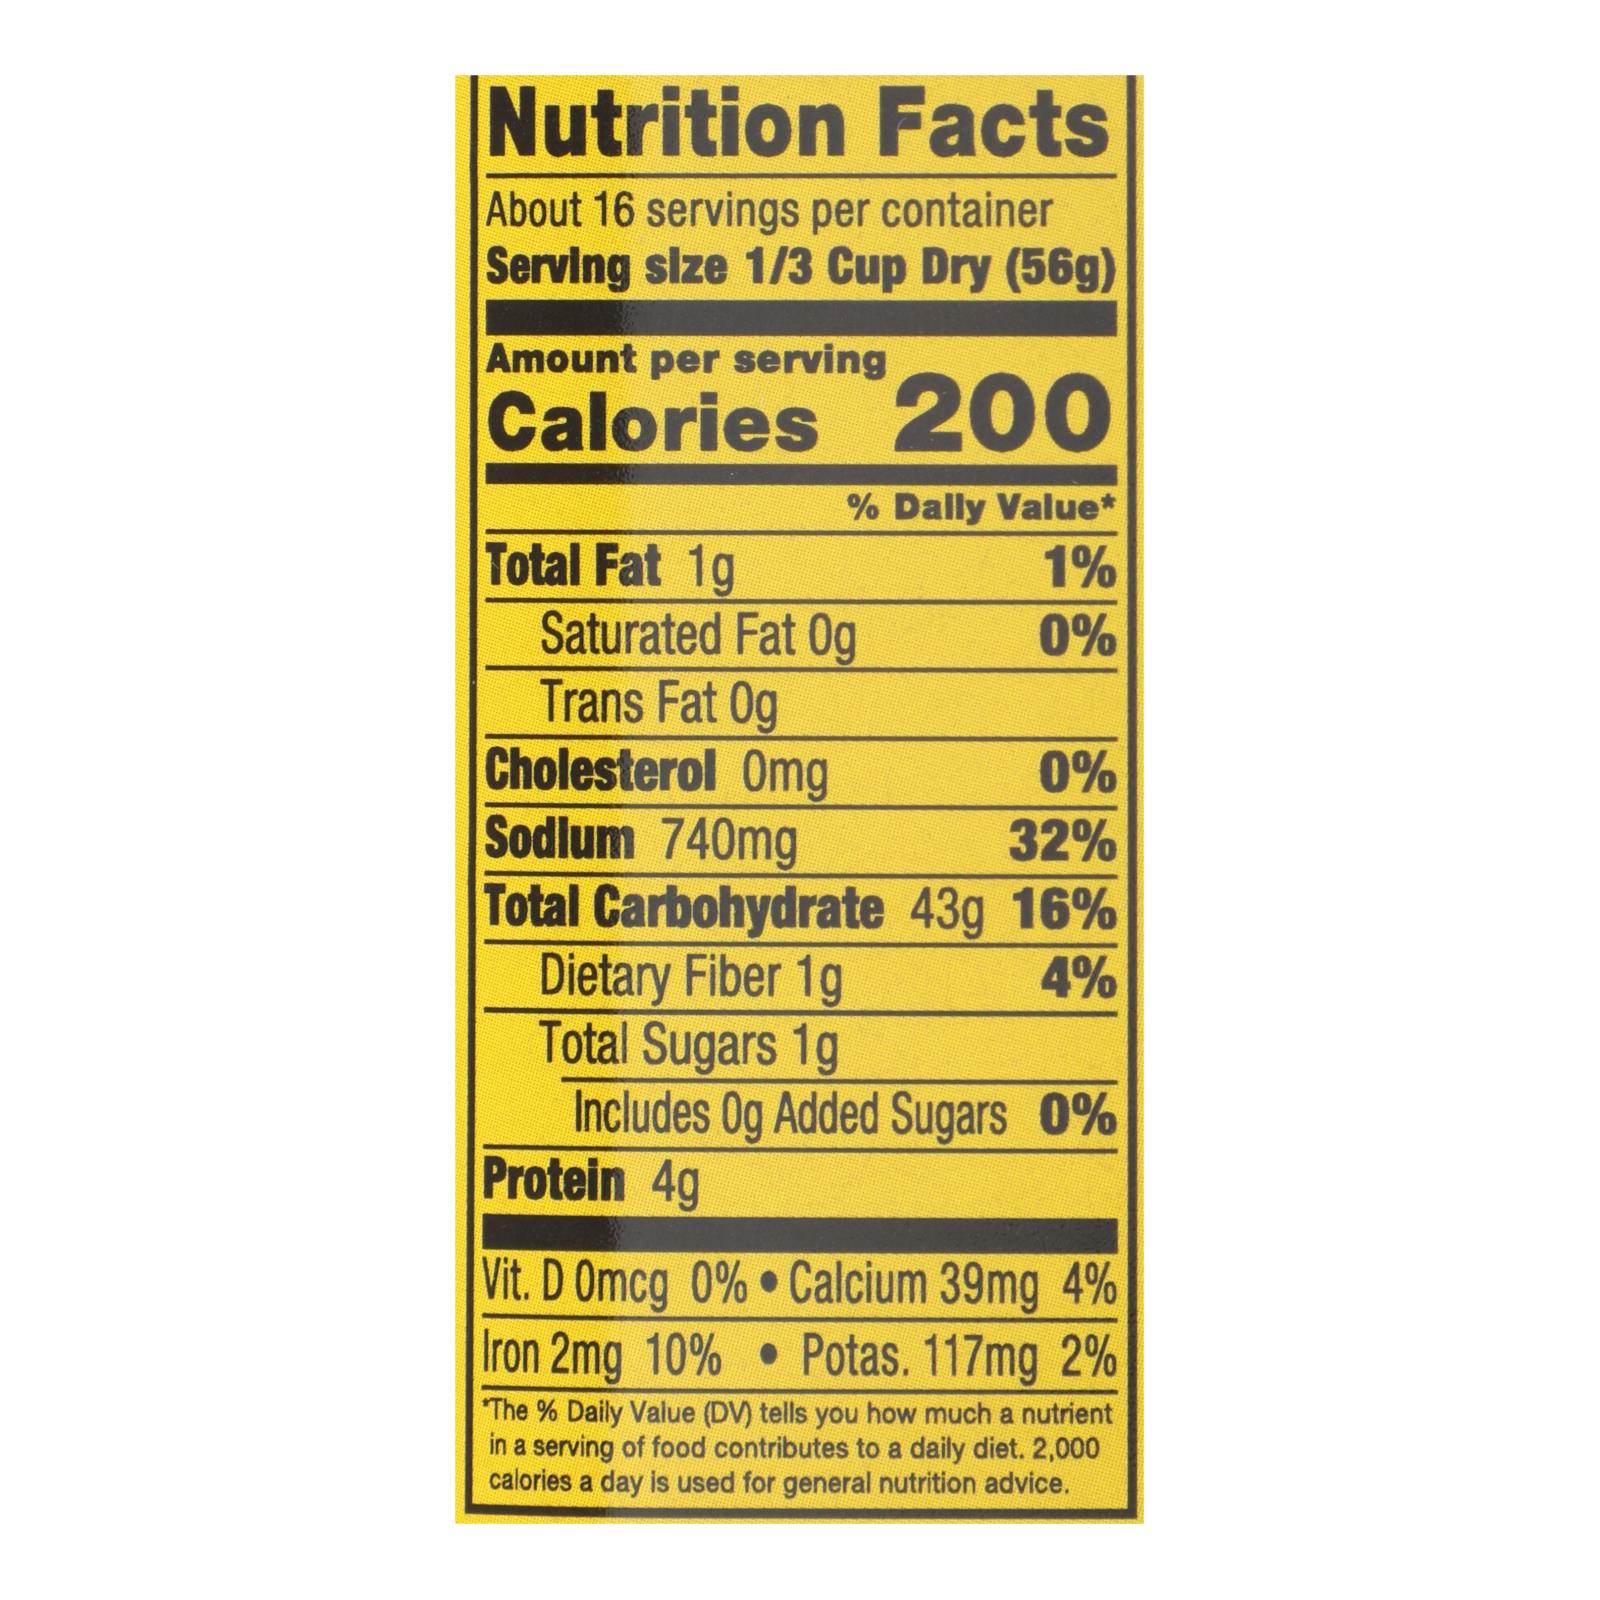 Nutrition Facts
About 16 servings per container
Serving size 1/3 Cup Dry (56g)
Amount per serving
Calories 200
% Daily Value*
Total Fat 1g 1%
Saturated Fat 0g 0%
Trans Fat 0g
Cholesterol 0mg 0%
Sodium 740mg 32%
Total Carbohydrate 43g 16%
Dietary Fiber 1g 4%
Total Sugars 1g
Includes 0g Added Sugars 0%
Protein 4g
Vit. D 0mcg 0% • Calcium 39mg 4%
Iron 2mg 10% • Potas. 117mg 2%
*The % Daily Value (DV) tells you how much a nutrient
in a serving of food contributes to a daily diet. 2,000
calories a day is used for general nutrition advice.